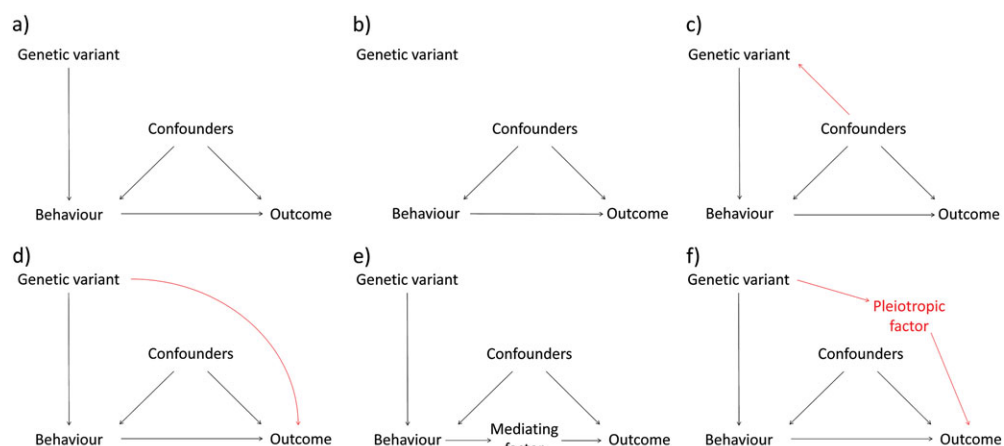 a)
Genetic variant
Confounders
Behaviour
Outcome
b)
Genetic variant
Confounders
Behaviour
Outcome
c)
Genetic variant
Confounders
Behaviour
Outcome
d)
Genetic variant
Confounders
Behaviour
Outcome
e)
Genetic variant
Confounders
Behaviour
Mediating
Outcome
f)
Genetic variant
Pleiotropic
factor
Confounders
Behaviour
Outcome